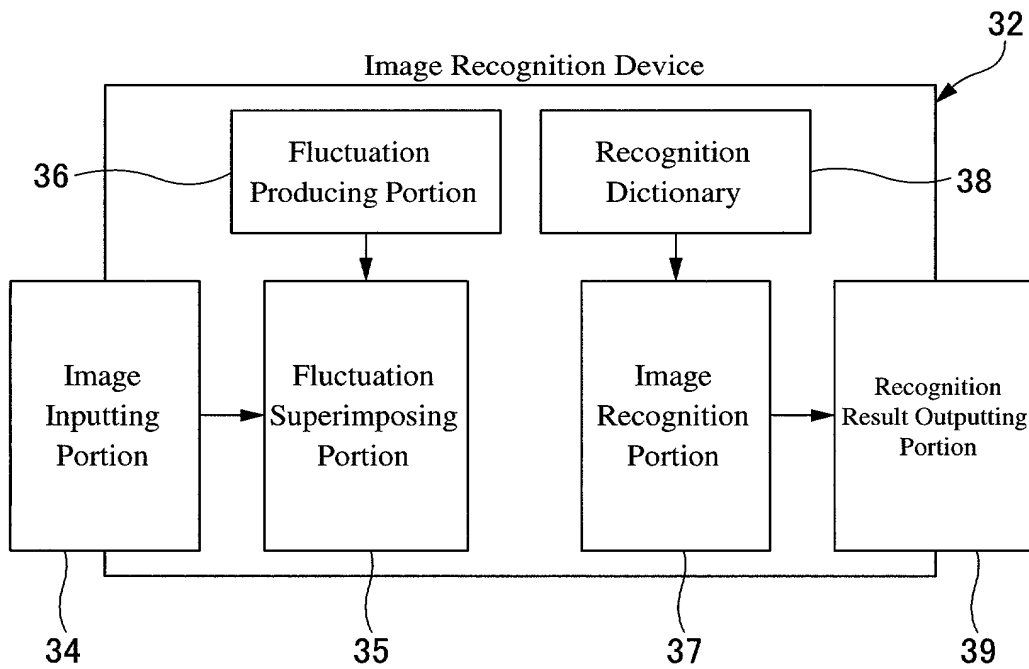 32
Image Recognition Device
Fluctuation
Producing Portion
36
Recognition
Dictionary
38
Image
Inputting
Portion
Fluctuation
Superimposing
Portion
Image
Recognition
Portion
Recognition
Result Outputting
Portion
34
35
37
39